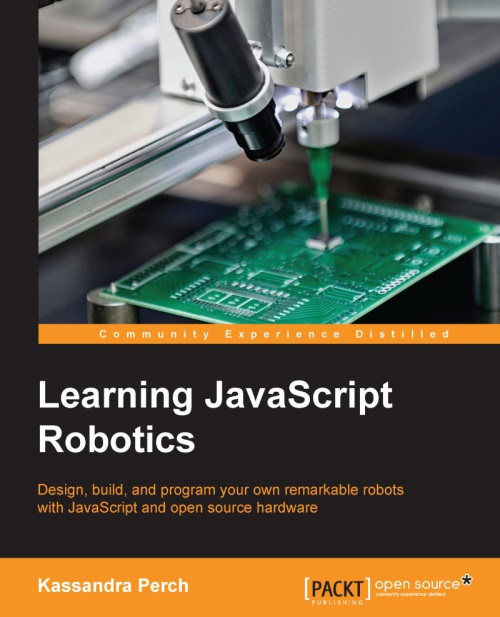 Community Experience Distilled
Learning JavaScript
Robotics
Design, build, and program your own remarkable robots
with JavaScript and open source hardware
Kassandra Perch
[PACKT] open source*
PUBLISHING community experience distilled